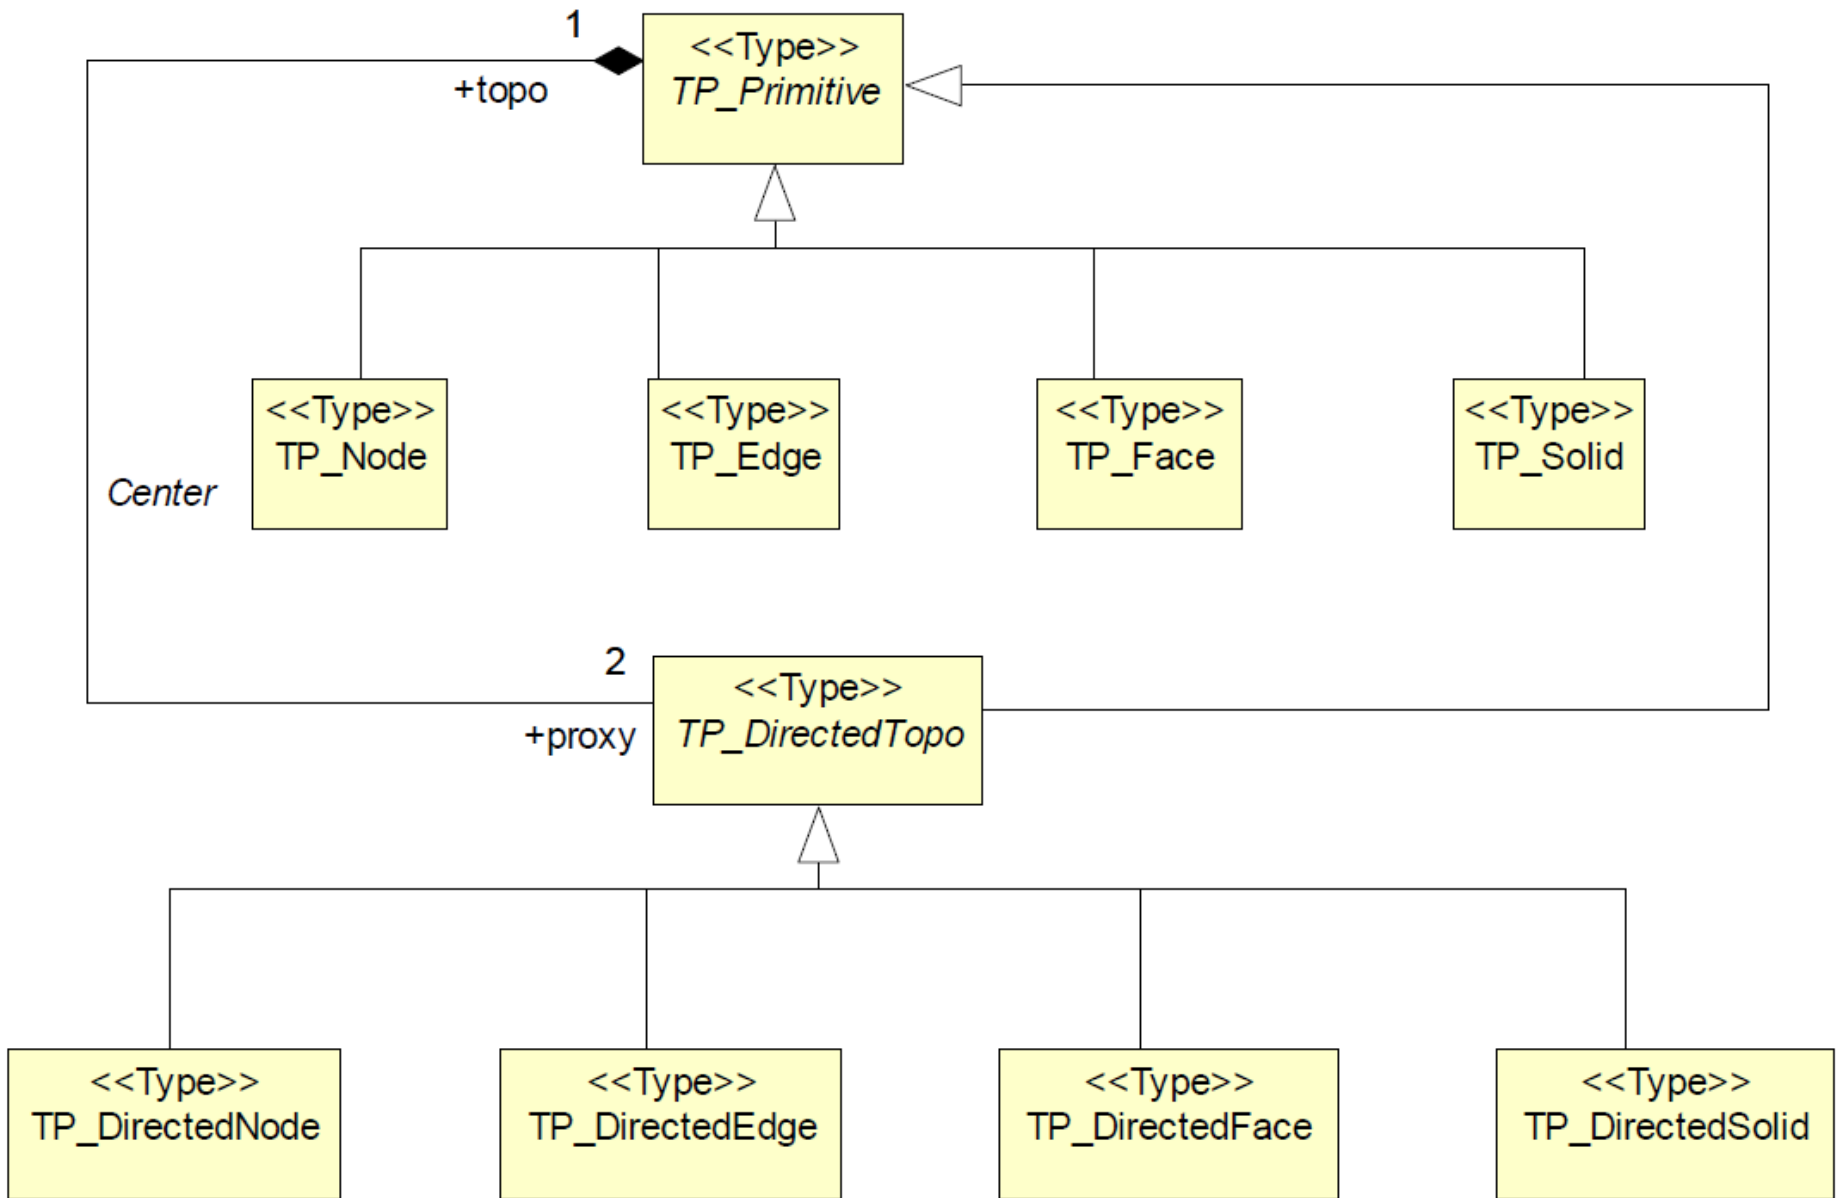 1
<<Type>>
TP_Primitive
+topo
<<Type>>
TP_Node
<<Type>>
TP_Edge
<<Type>>
TP_Face
<<Type>>
TP_Solid
Center
2
<<Type>>
TP_DirectedTopo
+proxy
<<Type>>
TP_DirectedNode
<<Type>>
TP_DirectedEdge
<<Type>>
TP_DirectedFace
<<Type>>
TP_DirectedSolid